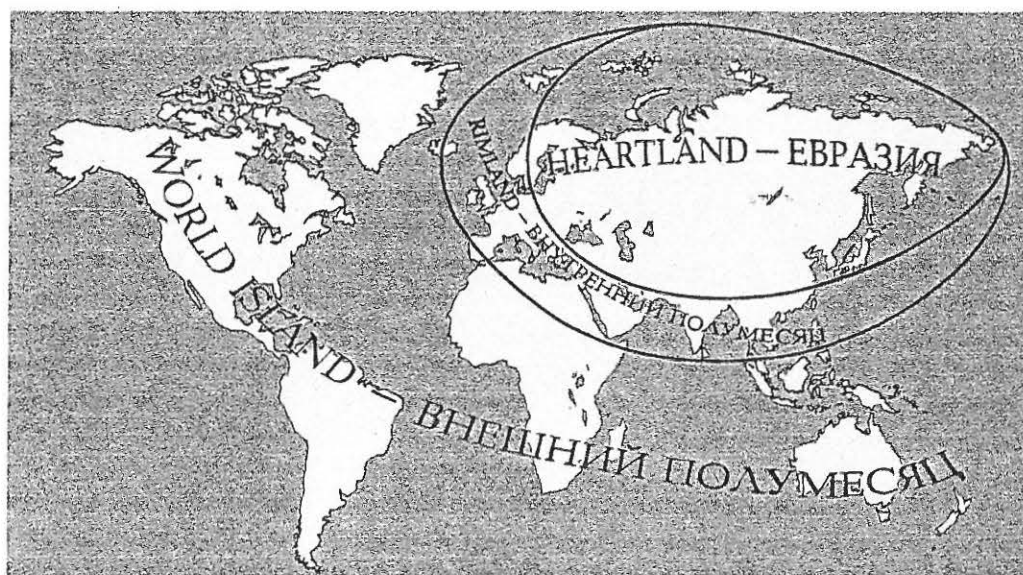 HEARTLAND – ЕВРАЗИЯ
RIMLAND – ВНУТРЕННИЙ ПОЛУМЕСЯЦ
WORLD ISLAND – ВНЕШНИЙ ПОЛУМЕСЯЦ